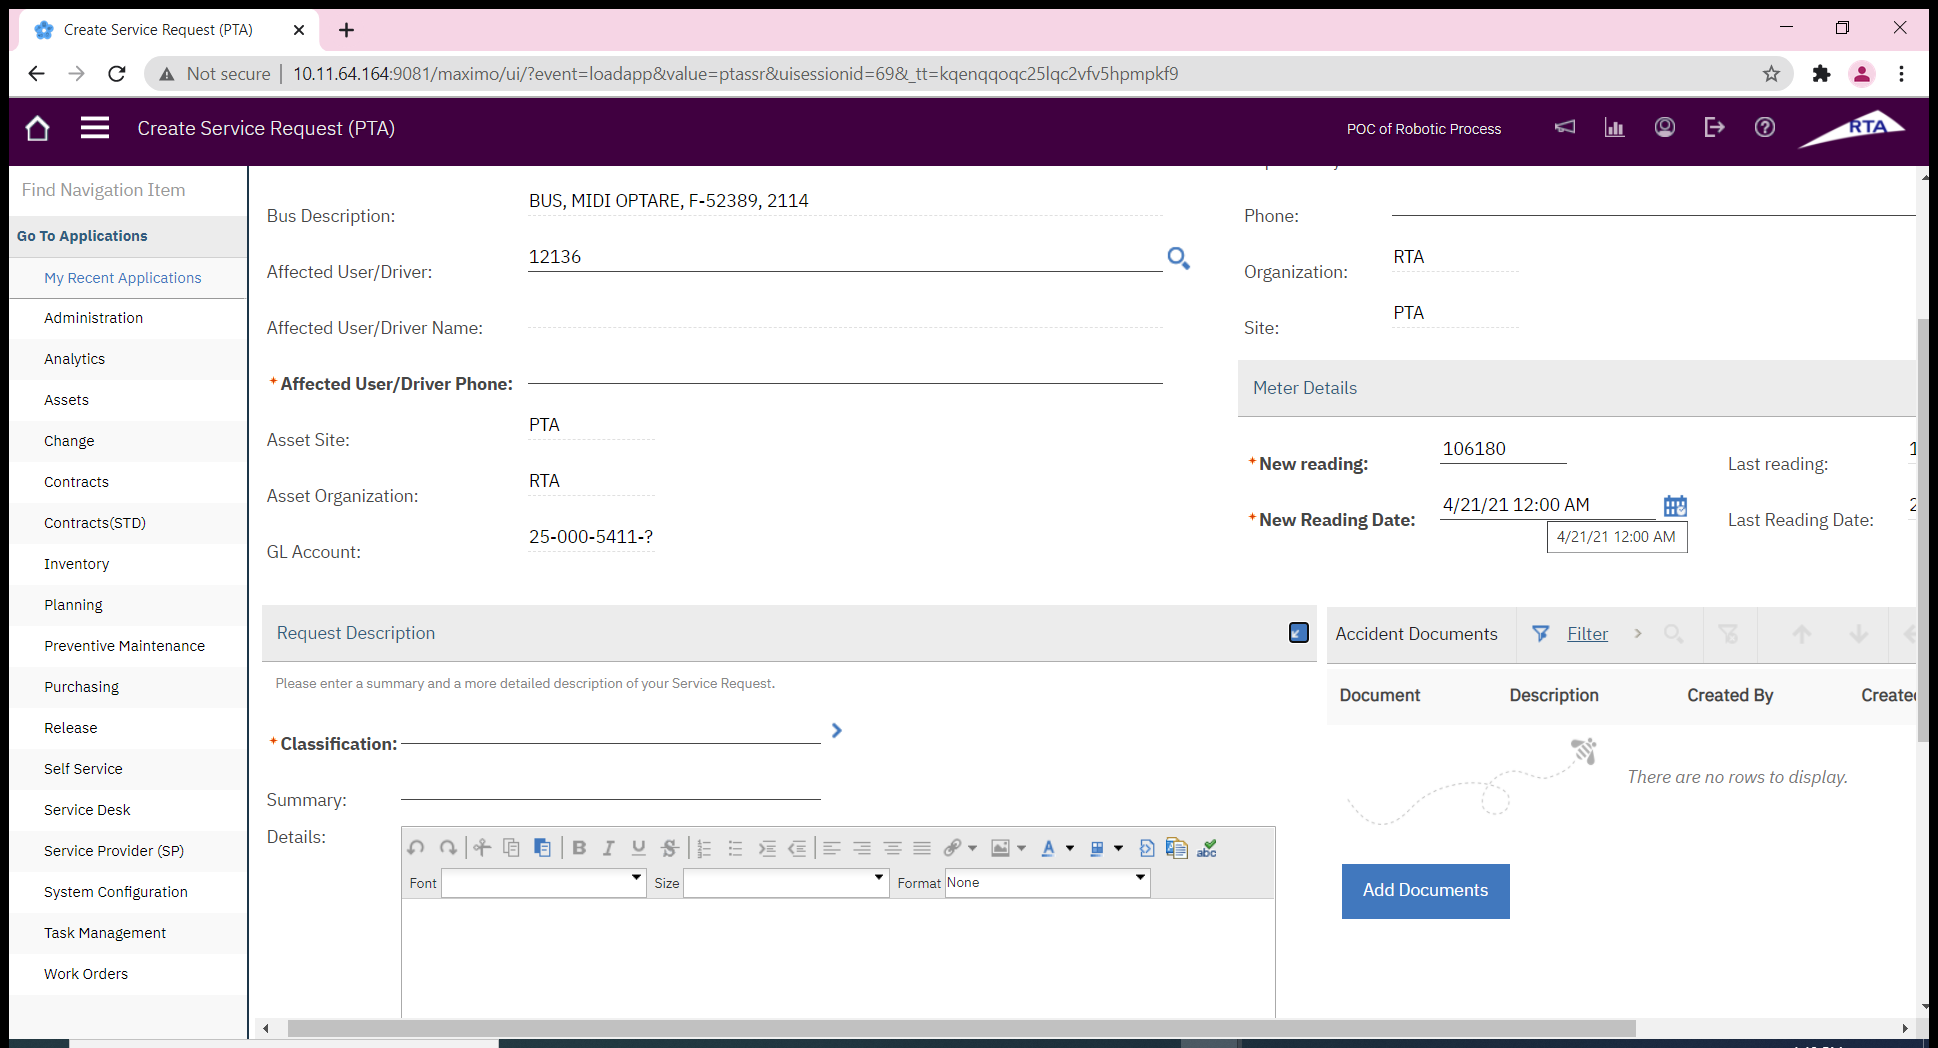 Create Service Request (PTA)
Not secure
10.11.64.164:9081/maximo/ui/?event=loadapp&value=ptassr&uisessionid=69&_tt=kqenqqoqc25lqc2vfv5hpmpkf9
Create Service Request (PTA)
POC of Robotic Process
RTA
Find Navigation Item
Go To Applications
My Recent Applications
Administration
Analytics
Assets
Change
Contracts
Contracts(STD)
Inventory
Planning
Preventive Maintenance
Purchasing
Release
Self Service
Service Desk
Service Provider (SP)
System Configuration
Task Management
Work Orders
Bus Description: BUS, MIDI OPTARE, F-52389, 2114
Affected User/Driver: 12136
Affected User/Driver Name:
* Affected User/Driver Phone:
Asset Site: PTA
Asset Organization: RTA
GL Account: 25-000-5411-?
Phone:
Organization: RTA
Site: PTA
Meter Details
* New reading: 106180
Last reading:
* New Reading Date: 4/21/21 12:00 AM
Last Reading Date:
4/21/21 12:00 AM
Request Description
Please enter a summary and a more detailed description of your Service Request.
* Classification:
Summary:
Details:
Font
Size
Format None
Accident Documents Filter
Document Description Created By
There are no rows to display.
Add Documents